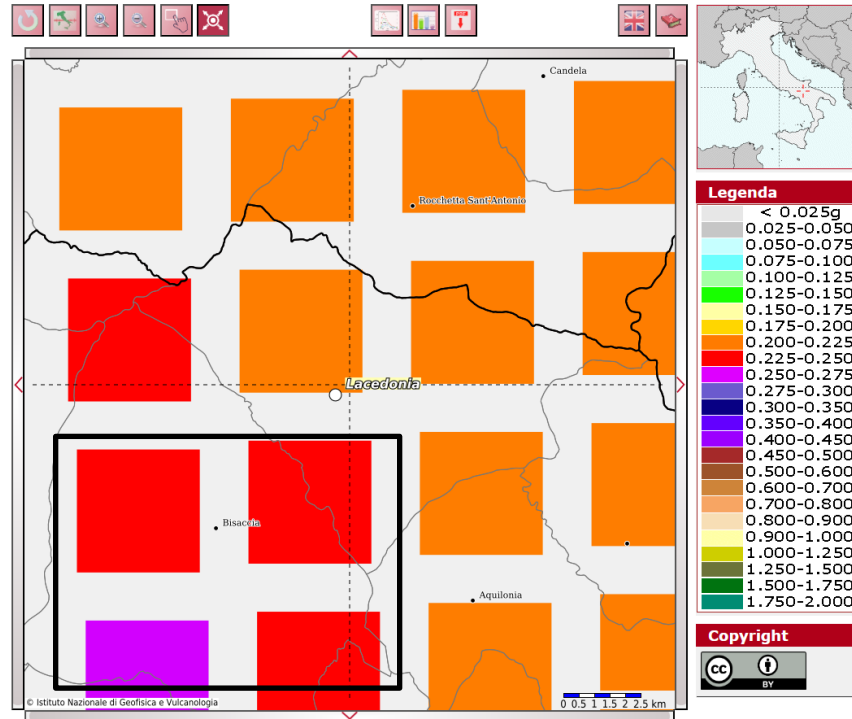 Candela
Rocchetta Sant'Antonio
Lacedonia
Bisaccia
Aquilonia
© Istituto Nazionale di Geofisica e Vulcanologia
0 0.5 1 1.5 2 2.5 km
Legenda
< 0.025g
0.025-0.050
0.050-0.075
0.075-0.100
0.100-0.125
0.125-0.150
0.150-0.175
0.175-0.200
0.200-0.225
0.225-0.250
0.250-0.275
0.275-0.300
0.300-0.350
0.350-0.400
0.400-0.450
0.450-0.500
0.500-0.600
0.600-0.700
0.700-0.800
0.800-0.900
0.900-1.000
1.000-1.250
1.250-1.500
1.500-1.750
1.750-2.000
Copyright
cc
BY